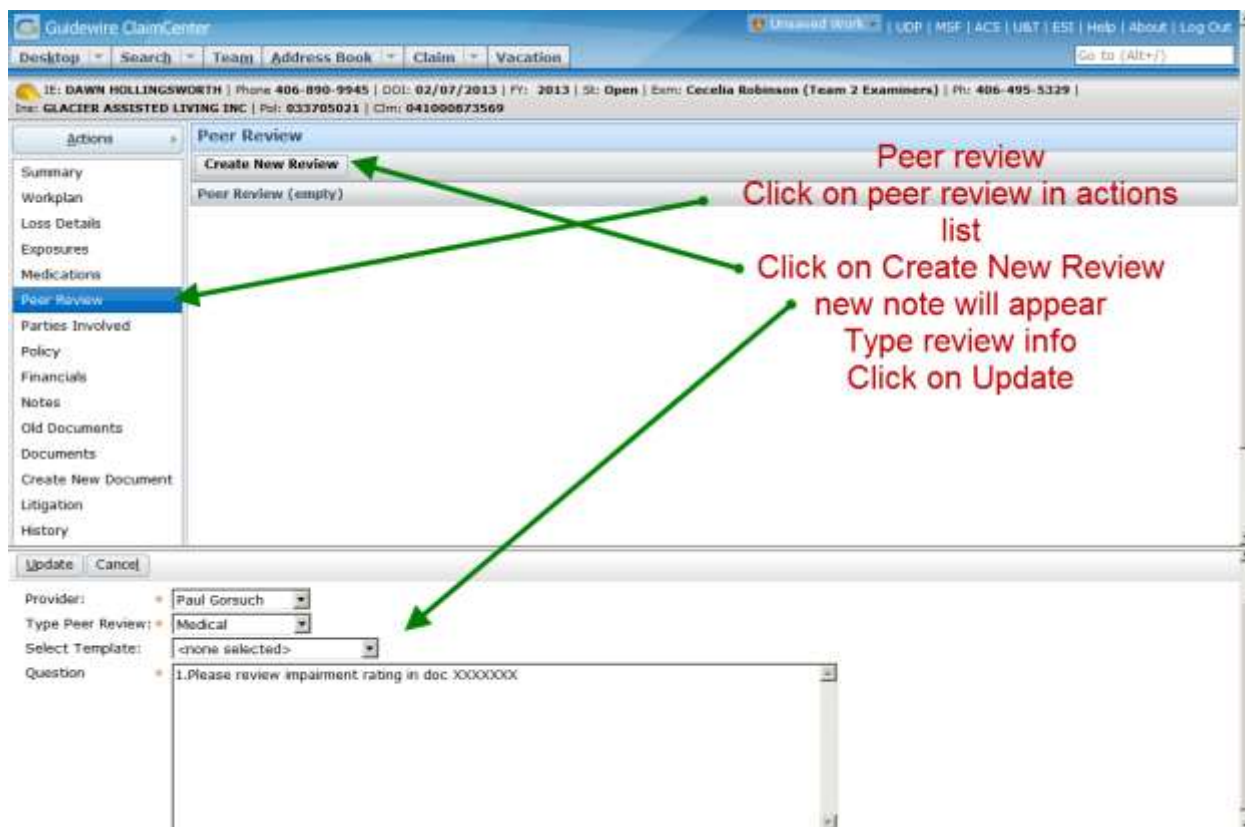 Guidewire ClaimCenter
Unsaved Work | UDP | MSF | ACS | U&T | ESI | Help | About | Log Out
Desktop Search Team Address Book Claim Vacation
Go to (Alt+/)
IE: DAWN HOLLINGSWORTH | Phone 406-890-9945 | DOI: 02/07/2013 | FY: 2013 | St: Open | Exm: Cecelia Robinson (Team 2 Examiners) | Ph: 406-495-5329 |
Ins: GLACIER ASSISTED LIVING INC | Pol: 033705021 | Clm: 041000873569
Actions
Summary
Workplan
Loss Details
Exposures
Medications
Peer Review
Parties Involved
Policy
Financials
Notes
Old Documents
Documents
Create New Document
Litigation
History
Peer Review
Create New Review
Peer Review (empty)
Peer review
Click on peer review in actions
list
Click on Create New Review
new note will appear
Type review info
Click on Update
Update Cancel
Provider: * Paul Gorsuch
Type Peer Review: * Medical
Select Template: <none selected>
Question * 1.Please review impairment rating in doc XXXXXXX